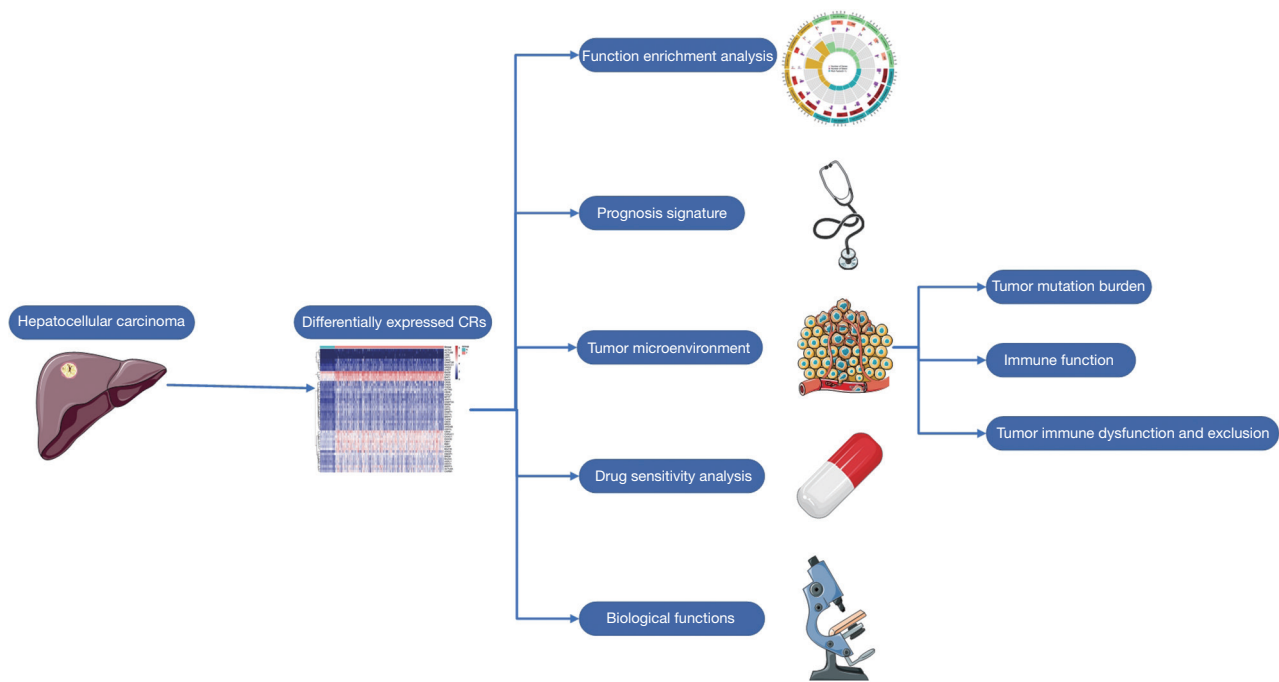 Function enrichment analysis
Prognosis signature
Tumor mutation burden
Hepatocellular carcinoma
Differentially expressed CRs
Tumor microenvironment
Immune function
Tumor immune dysfunction and exclusion
Drug sensitivity analysis
Biological functions